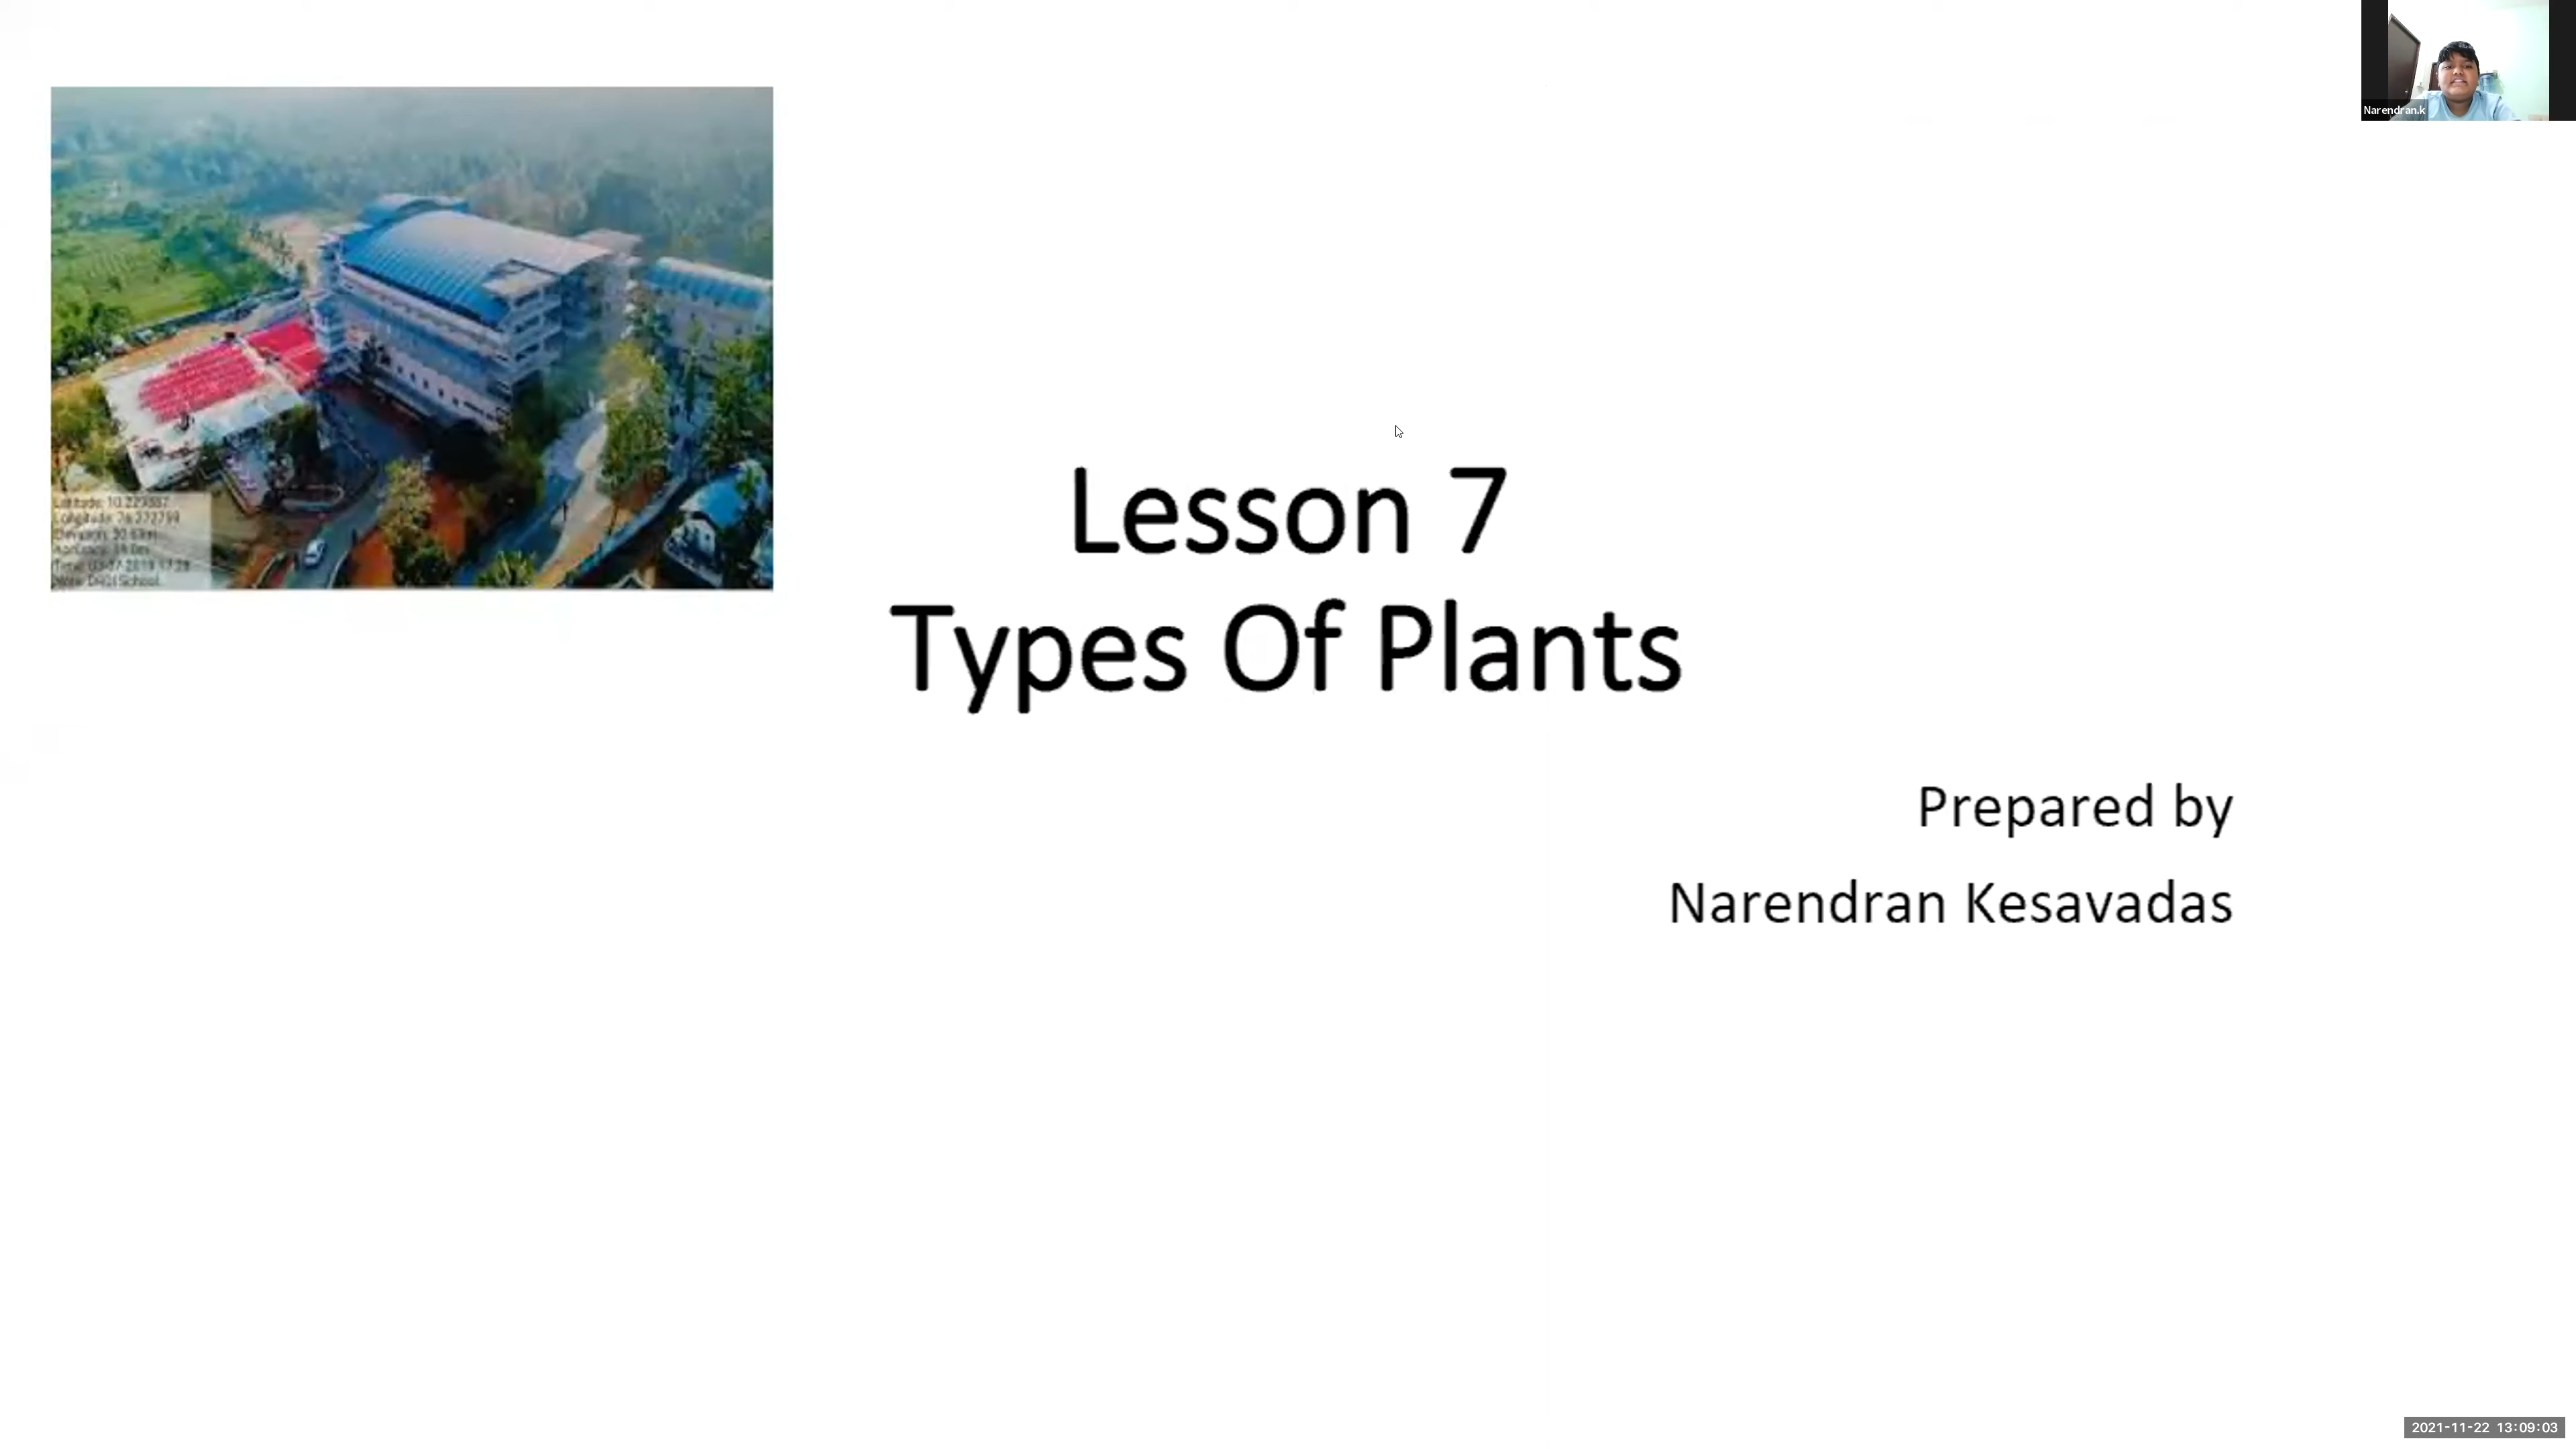 Narendran.k
Lesson 7
Types Of Plants
Prepared by
Narendran Kesavadas
2021-11-22 13:09:03